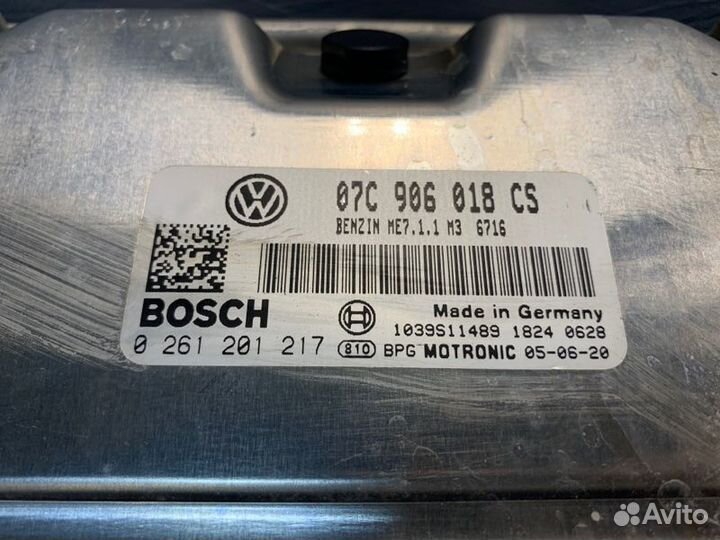 07C 906 018 CS
BENZIN ME7.1.1 M3 6716
BOSCH
Made in Germany
1039S11489 1824 0628
0 261 201 217 810 BPG MOTRONIC 05-06-20
Avito